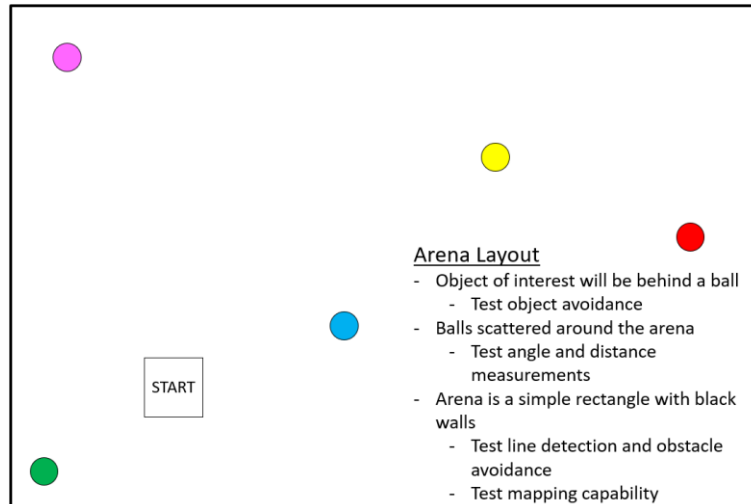 Arena Layout
- Object of interest will be behind a ball
- Test object avoidance
- Balls scattered around the arena
- Test angle and distance
measurements
- Arena is a simple rectangle with black
walls
- Test line detection and obstacle
avoidance
- Test mapping capability
START